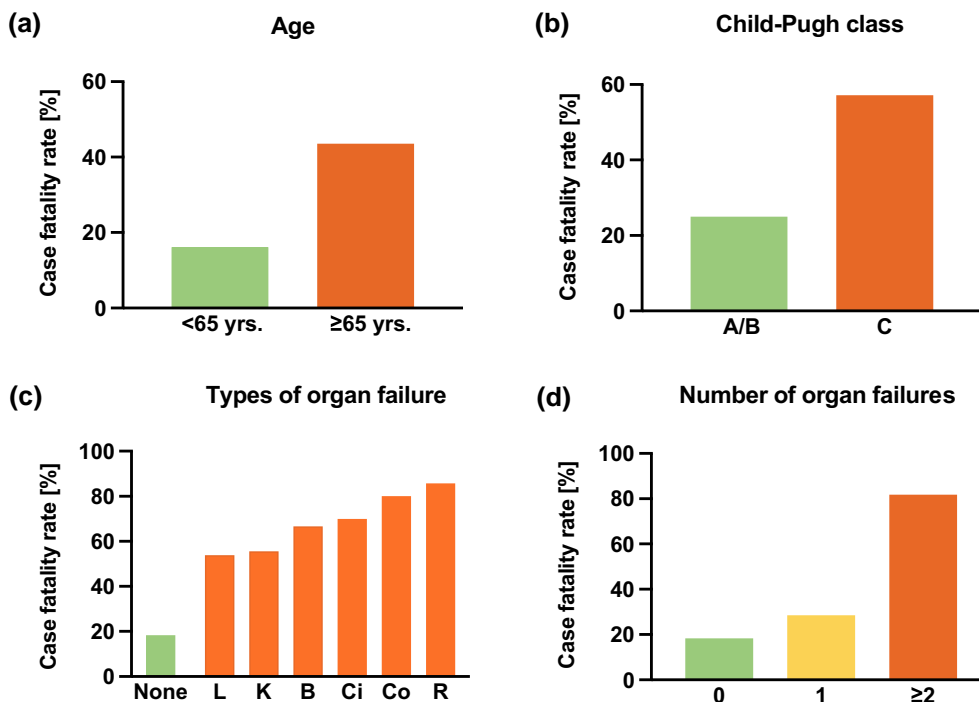 (a)
Age
Case fatality rate [%]
60
40
20
0
<65 yrs.
≥65 yrs.
(b)
Child-Pugh class
Case fatality rate [%]
60
40
20
0
A/B
C
(c)
Types of organ failure
Case fatality rate [%]
100
80
60
40
20
0
None
L
K
B
Ci
Co
R
(d)
Number of organ failures
Case fatality rate [%]
100
80
60
40
20
0
0
1
≥2